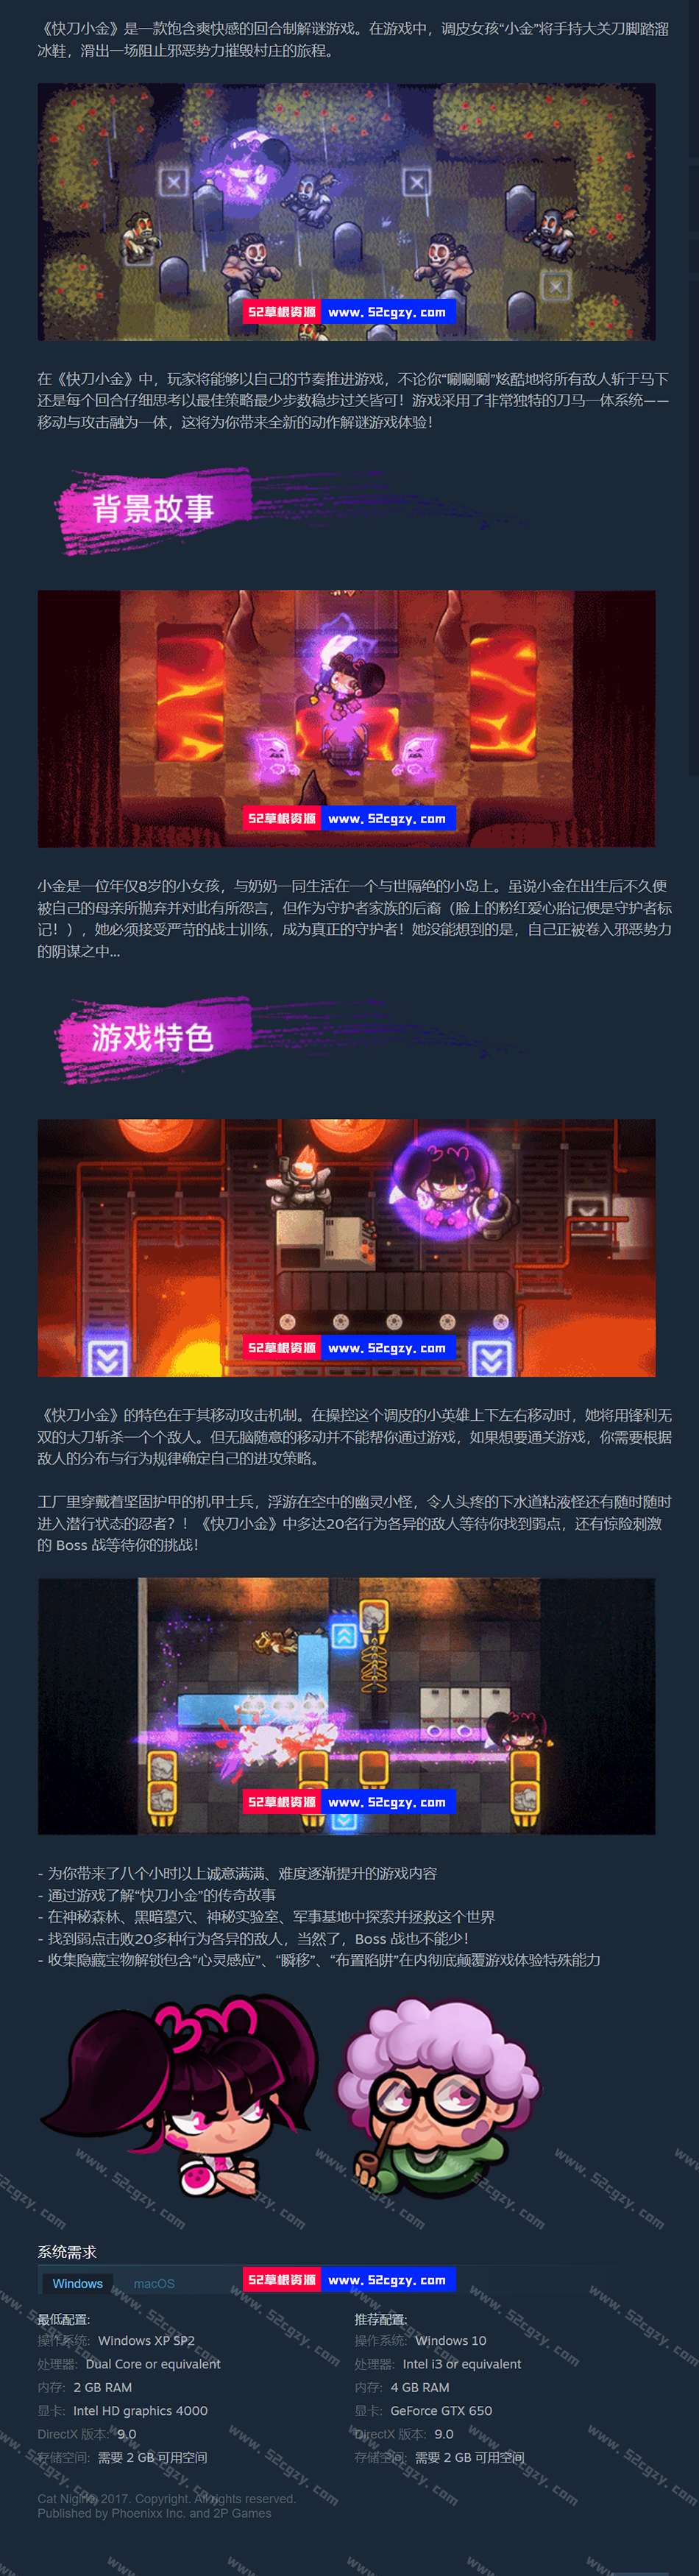 《快刀小金》是一款饱含爽快感的回合制解谜游戏。在游戏中，调皮女孩“小金”将手持大关刀脚踏溜
冰鞋，滑出一场阻止邪恶势力摧毁村庄的旅程。
52草根资源 www.52cgzy.com
在《快刀小金》中，玩家将能够以自己的节奏推进游戏，不论你“唰唰唰”炫酷地将所有敌人斩于马下
还是每个回合仔细思考以最佳策略最少步数稳步过关皆可！游戏采用了非常独特的刀马一体系统——
移动与攻击融为一体，这将为你带来全新的动作解谜游戏体验！
背景故事
52草根资源 www.52cgzy.com
小金是一位年仅8岁的小女孩，与奶奶一同生活在一个与世隔绝的小岛上。虽说小金在出生后不久便
被自己的母亲所抛弃并对此有所怨言，但作为守护者家族的后裔（脸上的粉红爱心胎记便是守护者标
记！），她必须接受严苛的战士训练，成为真正的守护者！她没能想到的是，自己正被卷入邪恶势力
的阴谋之中...
游戏特色
52草根资源 www.52cgzy.com
《快刀小金》的特色在于其移动攻击机制。在操控这个调皮的小英雄上下左右移动时，她将用锋利无
双的大刀斩杀一个个敌人。但无脑随意的移动并不能帮你通过游戏，如果想要通关游戏，你需要根据
敌人的分布与行为规律确定自己的进攻策略。
工厂里穿戴着坚固护甲的机甲士兵，浮游在空中的幽灵小怪，令人头疼的下水道粘液怪还有随时随时
进入潜行状态的忍者？！《快刀小金》中多达20名行为各异的敌人等待你找到弱点，还有惊险刺激
的 Boss 战等待你的挑战！
52草根资源 www.52cgzy.com
- 为你带来了八个小时以上诚意满满、难度逐渐提升的游戏内容
- 通过游戏了解“快刀小金”的传奇故事
- 在神秘森林、黑暗墓穴、神秘实验室、军事基地中探索并拯救这个世界
- 找到弱点击败20多种行为各异的敌人，当然了，Boss 战也不能少！
- 收集隐藏宝物解锁包含“心灵感应”、“瞬移”、“布置陷阱”在内彻底颠覆游戏体验特殊能力
www.52cgzy.com
系统需求
Windows macOS
52草根资源 www.52cgzy.com
最低配置: 推荐配置:
操作系统: Windows XP SP2 操作系统: Windows 10
处理器: Dual Core or equivalent 处理器: Intel i3 or equivalent
内存: 2 GB RAM 内存: 4 GB RAM
显卡: Intel HD graphics 4000 显卡: GeForce GTX 650
DirectX 版本: 9.0 DirectX 版本: 9.0
存储空间: 需要 2 GB 可用空间 存储空间: 需要 2 GB 可用空间
Cat Nigiri© 2017. Copyright. All rights reserved.
Published by Phoenixx Inc. and 2P Games